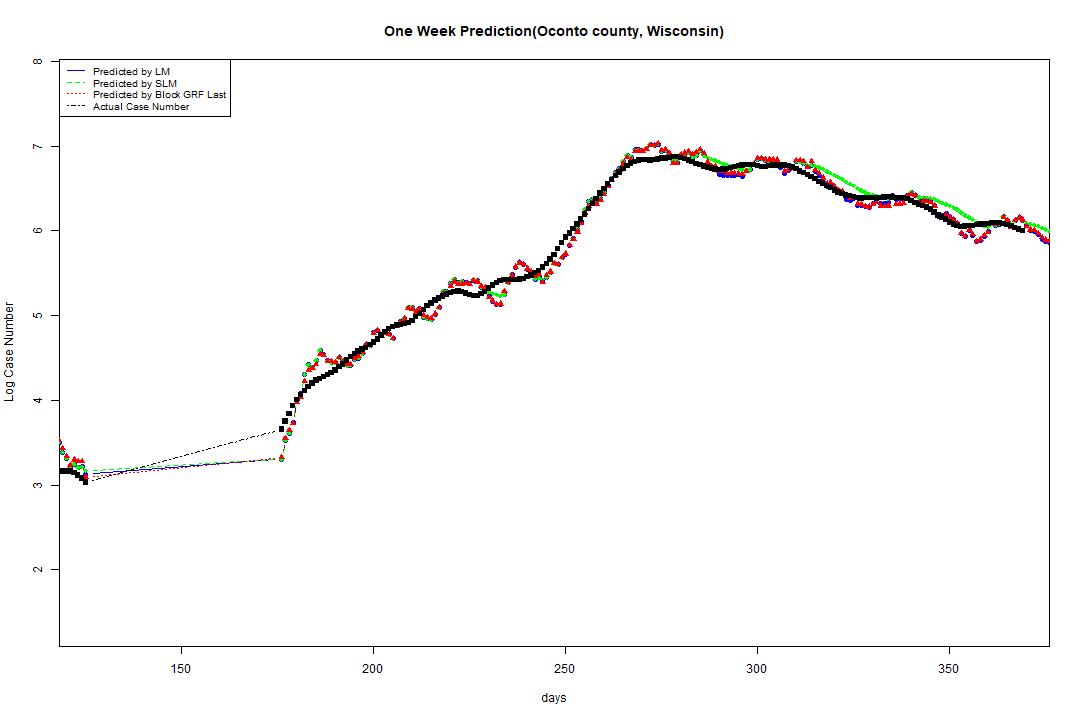 One Week Prediction(Oconto county, Wisconsin)
Predicted by LM
Predicted by SLM
Predicted by Block GRF Last
Actual Case Number
8
7
6
5
4
3
2
Log Case Number
150 200 250 300 350
days